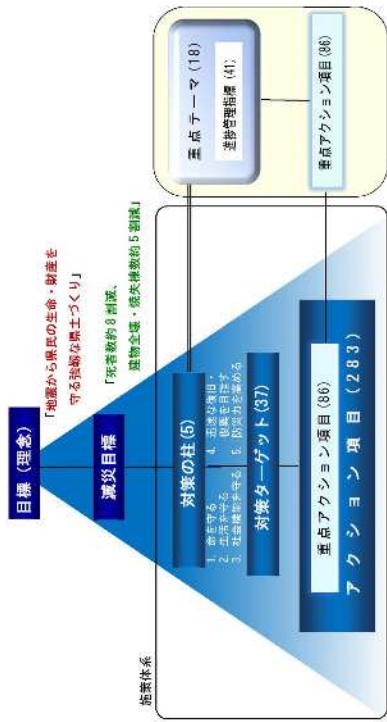 目標（理念）
「地震から県民の生命・財産を
守る強靭な県土づくり」
減災目標
「死者数約8割減、
建物全壊・焼失棟数約5割減」
施策体系
対策の柱(5)
1. 命を守る
2. 生活を守る
3. 社会機能を守る
4. 迅速な復旧・
復興を目指す
5. 防災力を高める
対策ターゲット(37)
重点アクション項目(86)
アクション項目(283)
重点テーマ(18)
進捗管理指標(41)
重点アクション項目(86)